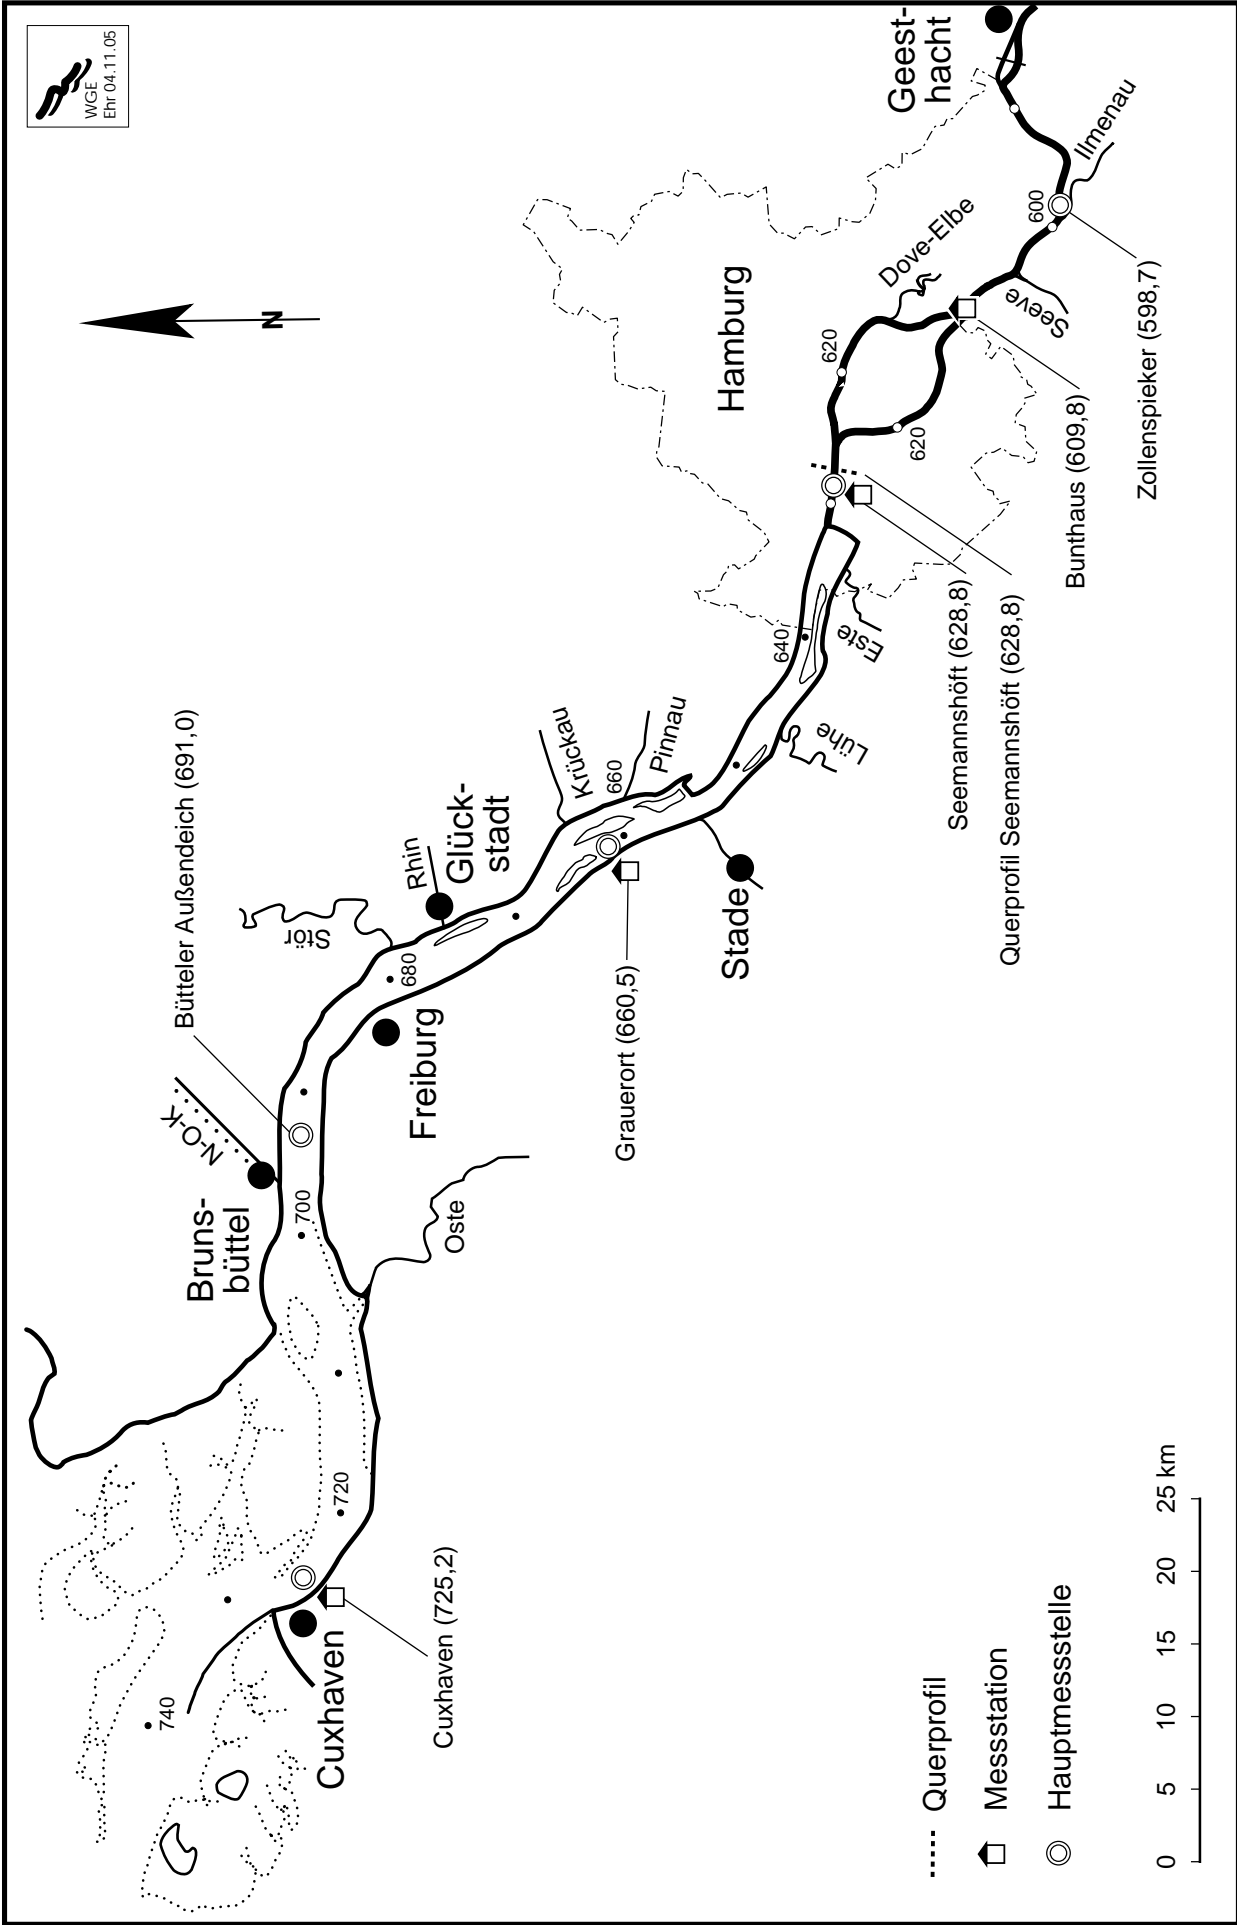 WGE
Ehr 04.11.05
N
Geest-
hacht
Ilmenau
600
Zollenspieker (598,7)
Seeve
Dove-Elbe
Bunthaus (609,8)
Hamburg
620
620
Seemannshöft (628,8)
Querprofil Seemannshöft (628,8)
Este
640
Lühe
Stade
Pinnau
660
Krückau
Grauerort (660,5)
Glück-
stadt
Rhin
Stör
680
Freiburg
Bütteler Außendeich (691,0)
N-O-K
Bruns-
büttel
700
Oste
720
Cuxhaven (725,2)
Cuxhaven
740
Querprofil
Messstation
Hauptmessstelle
0 5 10 15 20 25 km